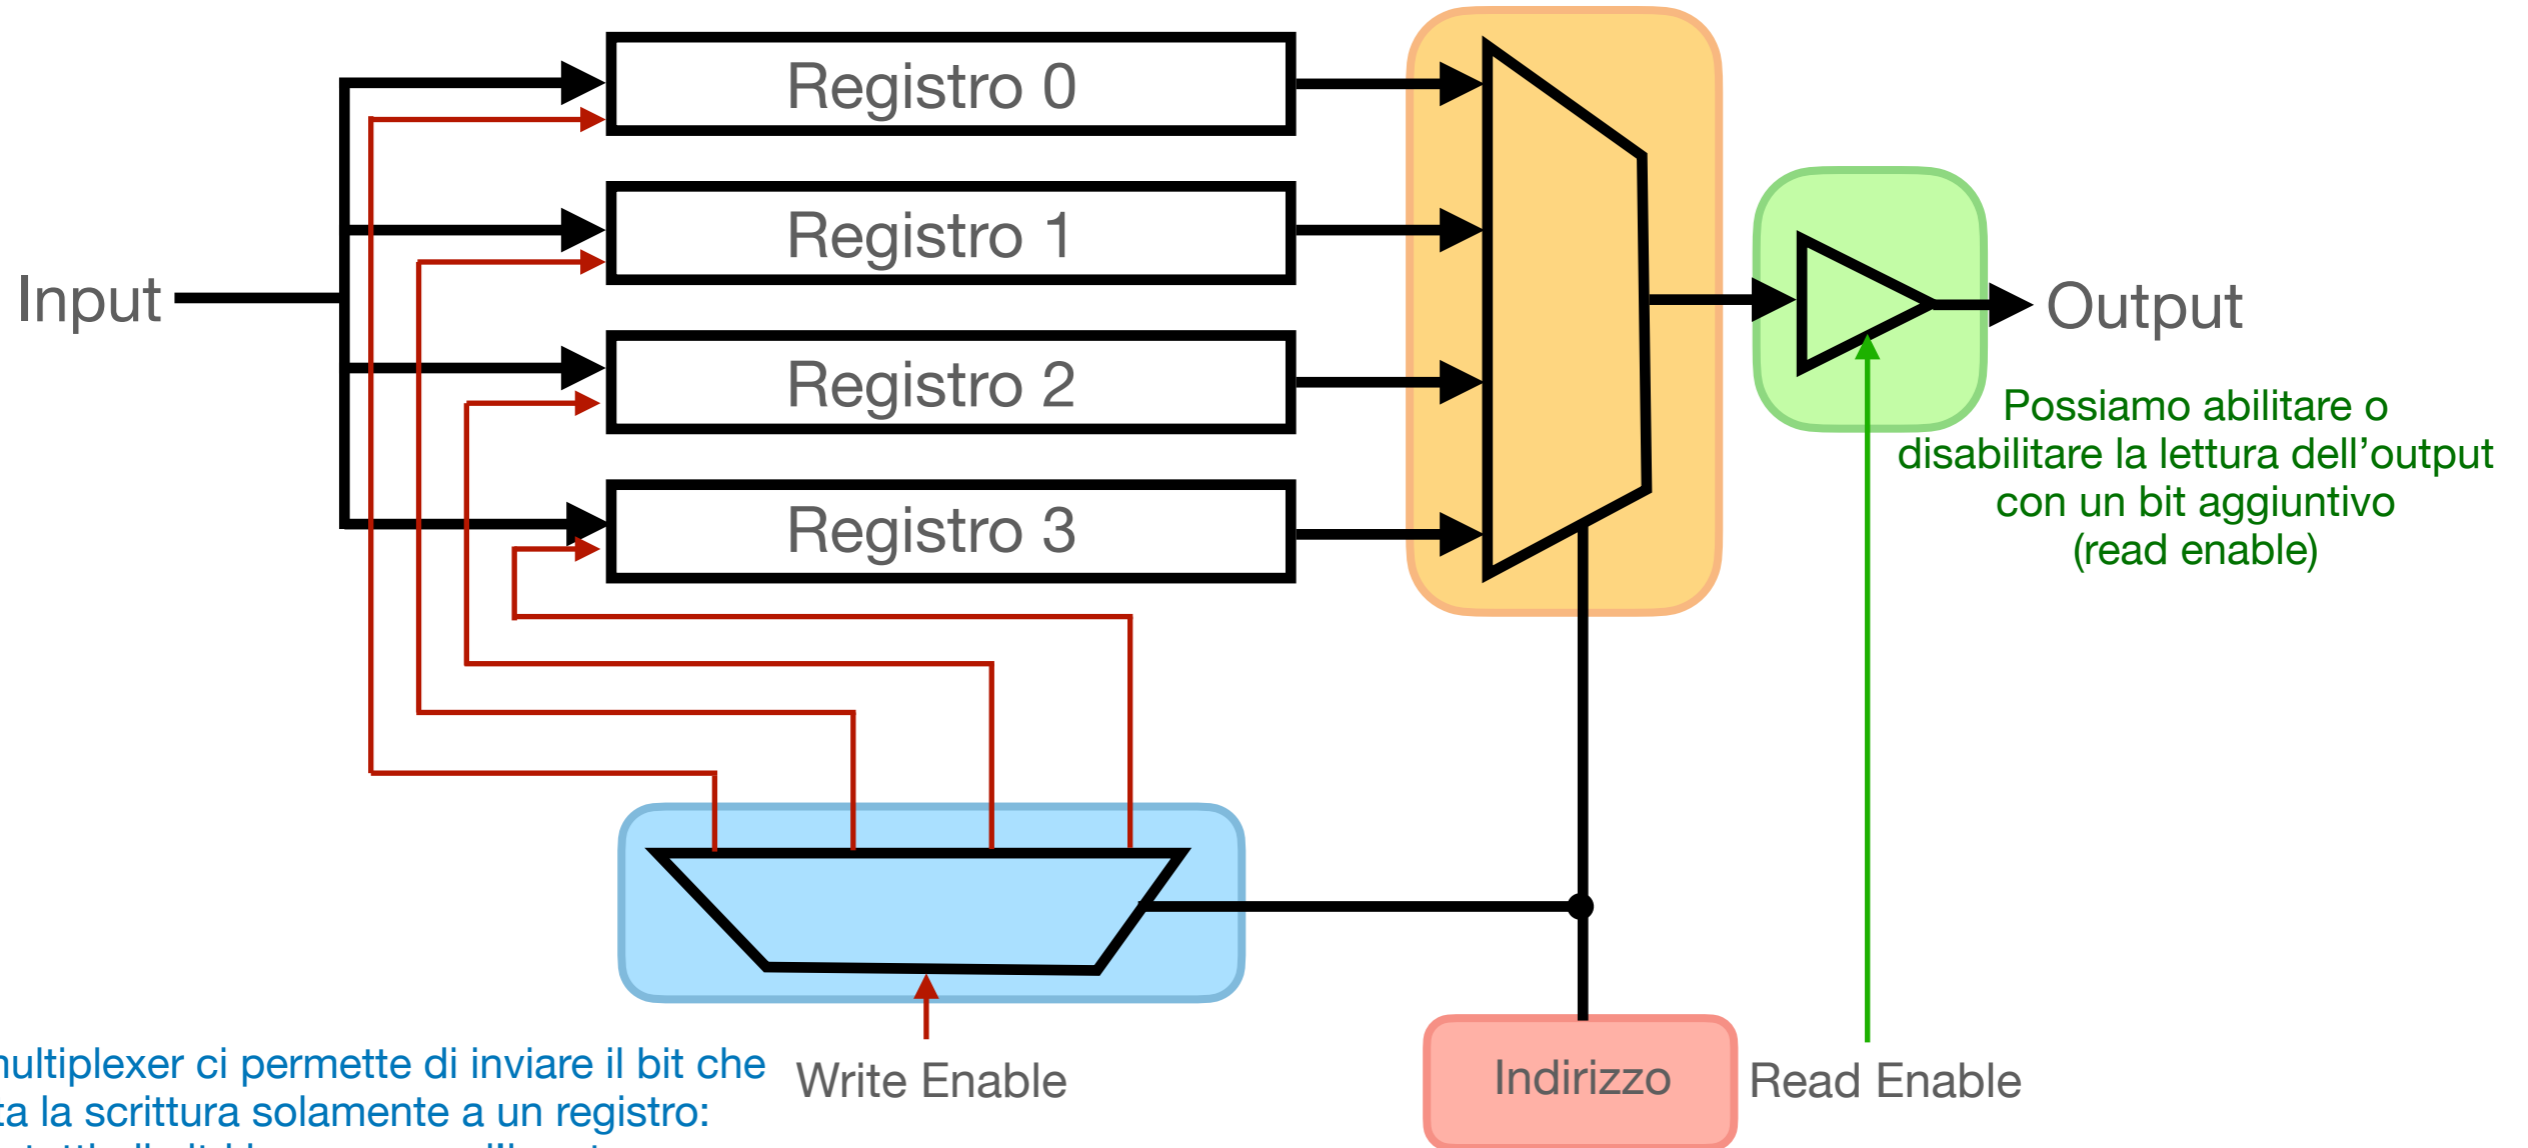 Registro 0
Registro 1
Registro 2
Registro 3
Input
Output
Possiamo abilitare o
disabilitare la lettura dell’output
con un bit aggiuntivo
(read enable)
multiplexer ci permette di inviare il bit che
ta la scrittura solamente a un registro:
Write Enable
Indirizzo
Read Enable